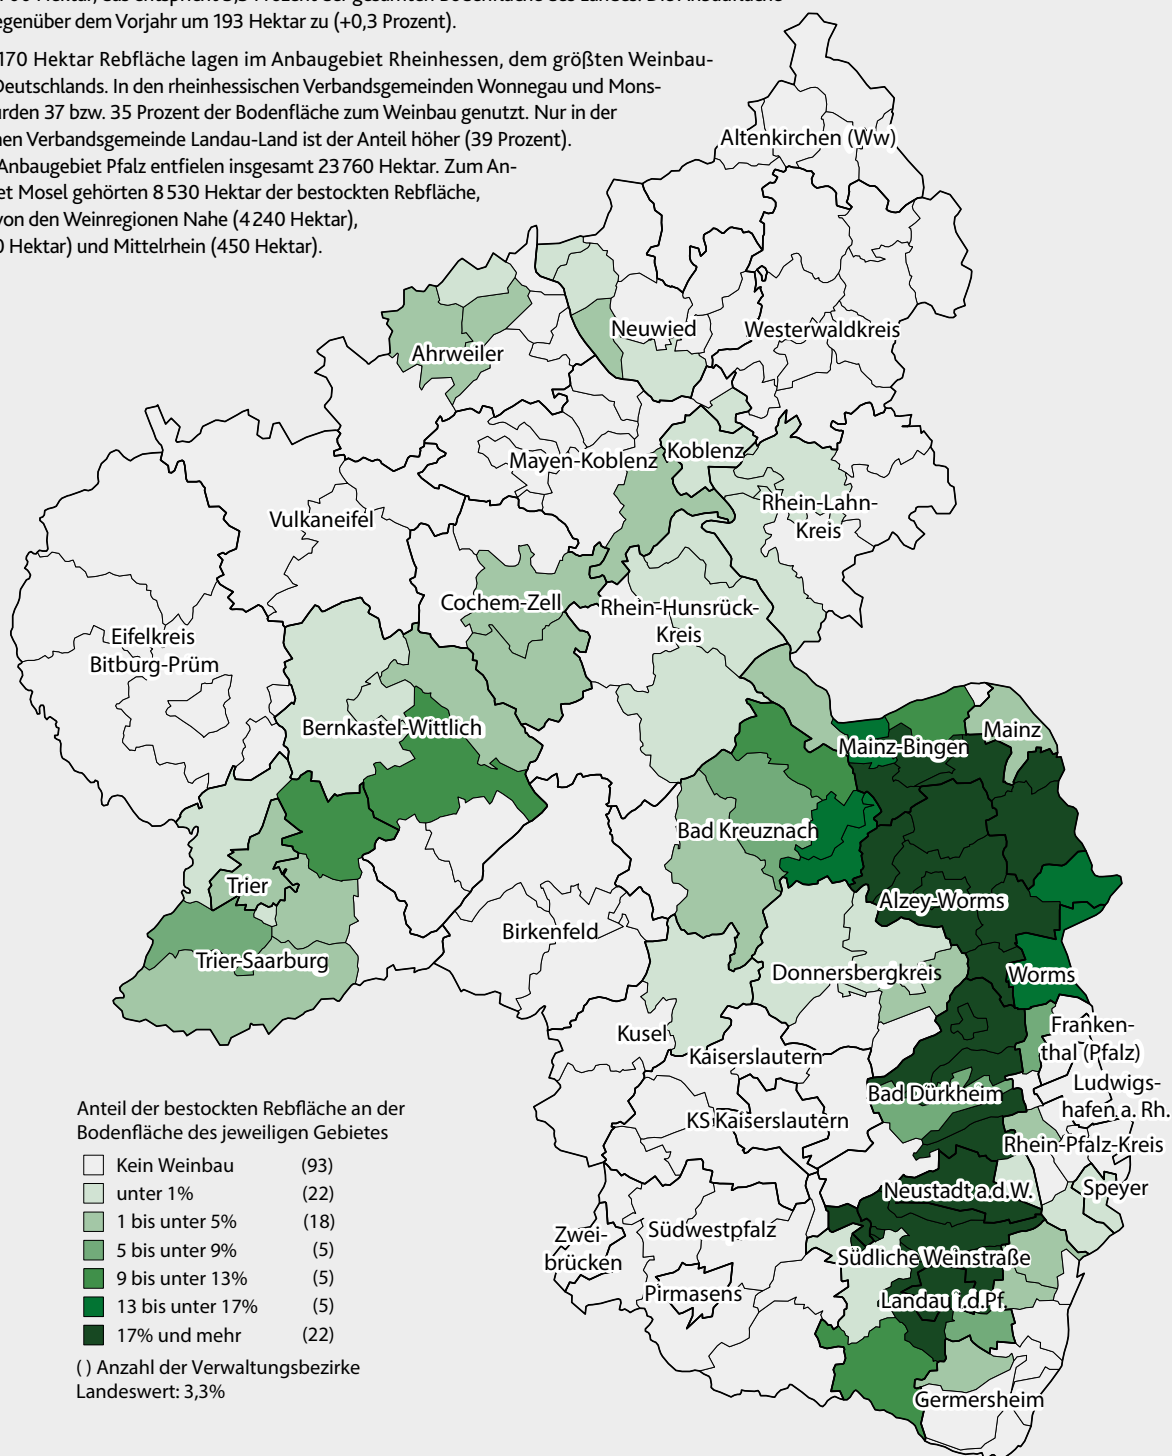 egenüber dem Vorjahr um 193 Hektar zu (+0,3 Prozent).
170 Hektar Rebfläche lagen im Anbaugebiet Rheinhessen, dem größten Weinbau-
Deutschlands. In den rheinhessischen Verbandsgemeinden Wonnegau und Mons-
urden 37 bzw. 35 Prozent der Bodenfläche zum Weinbau genutzt. Nur in der
hen Verbandsgemeinde Landau-Land ist der Anteil höher (39 Prozent).
Anbaugebiet Pfalz entfielen insgesamt 23 760 Hektar. Zum An-
et Mosel gehörten 8 530 Hektar der bestockten Rebfläche,
von den Weinregionen Nahe (4 240 Hektar),
0 Hektar) und Mittelrhein (450 Hektar).
Altenkirchen (Ww)
Neuwied
Westerwaldkreis
Ahrweiler
Koblenz
Mayen-Koblenz
Rhein-Lahn-
Kreis
Vulkaneifel
Cochem-Zell
Rhein-Hunsrück-
Kreis
Eifelkreis
Bitburg-Prüm
Bernkastel-Wittlich
Mainz
Mainz-Bingen
Bad Kreuznach
Trier
Alzey-Worms
Birkenfeld
Trier-Saarburg
Donnersbergkreis
Worms
Kusel
Franken-
thal (Pfalz)
Kaiserslautern
Bad Dürkheim
Ludwigs-
hafen a. Rh.
KS Kaiserslautern
Rhein-Pfalz-Kreis
Neustadt a.d.W.
Speyer
Südwestpfalz
Zwei-
brücken
Südliche Weinstraße
Pirmasens
Landau i.d.Pf.
Germersheim
Anteil der bestockten Rebfläche an der
Bodenfläche des jeweiligen Gebietes
Kein Weinbau (93)
unter 1% (22)
1 bis unter 5% (18)
5 bis unter 9% (5)
9 bis unter 13% (5)
13 bis unter 17% (5)
17% und mehr (22)
( ) Anzahl der Verwaltungsbezirke
Landeswert: 3,3%